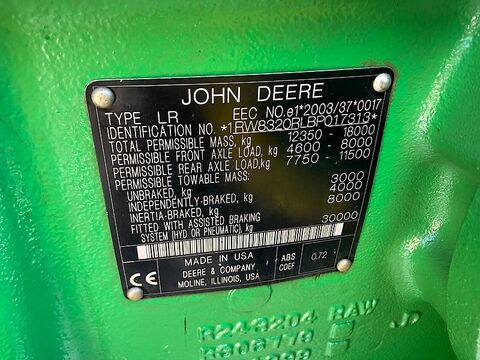 JOHN DEERE
TYPE LR EEC NO.e1*2003/37*0017
IDENTIFICATION NO. *1RW8320RLBP017313*
TOTAL PERMISSIBLE MASS, kg 12350 - 18000
PERMISSIBLE FRONT AXLE LOAD, kg 4600 - 8000
PERMISSIBLE REAR AXLE LOAD, kg 7750 - 11500
PERMISSIBLE TOWABLE MASS:
UNBRAKED, kg 3000
INDEPENDENTLY-BRAKED, kg 4000
INERTIA-BRAKED, kg 8000
FITTED WITH ASSISTED BRAKING
SYSTEM (HYD OR PNEUMATIC), kg 30000
MADE IN USA
CE DEERE & COMPANY
MOLINE, ILLINOIS, USA
ABS
COEF 0.72
R243204 RAW JD